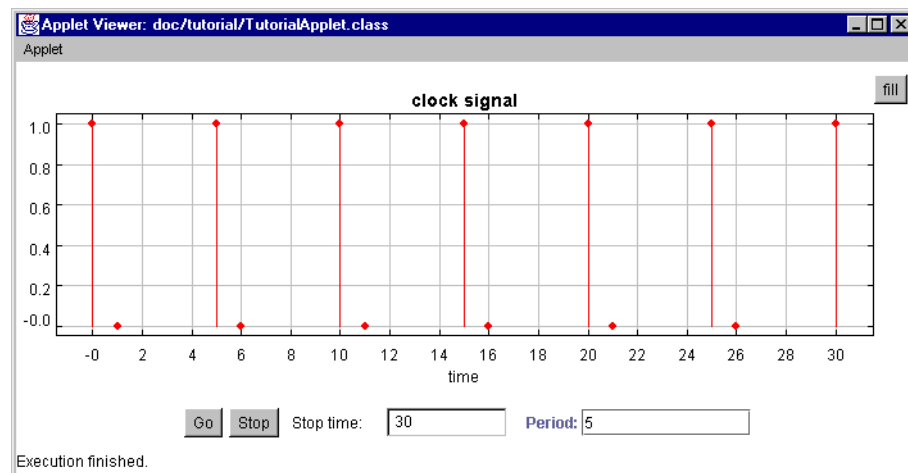 Applet Viewer: doc/tutorial/TutorialApplet.class
Applet
fill
clock signal
1.0
0.8
0.6
0.4
0.2
-0.0
-0 2 4 6 8 10 12 14 16 18 20 22 24 26 28 30
time
Go Stop Stop time: 30 Period: 5
Execution finished.